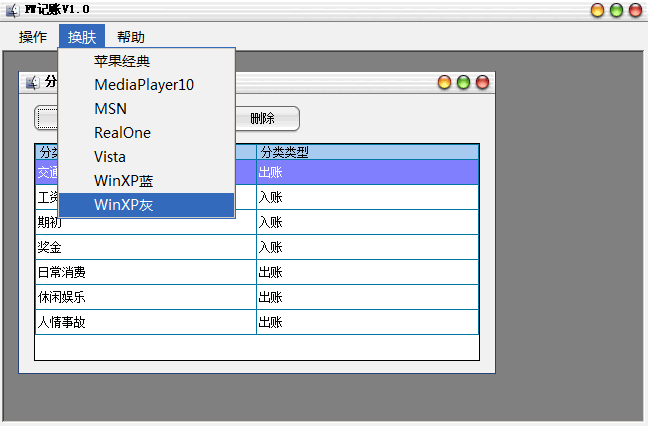 PW记账V1.0
操作 换肤 帮助
苹果经典
MediaPlayer10
MSN
RealOne
Vista
WinXP蓝
WinXP灰
分
删除
分类 分类类型
交通 出账
工资 入账
期初 入账
奖金 入账
日常消费 出账
休闲娱乐 出账
人情事故 出账